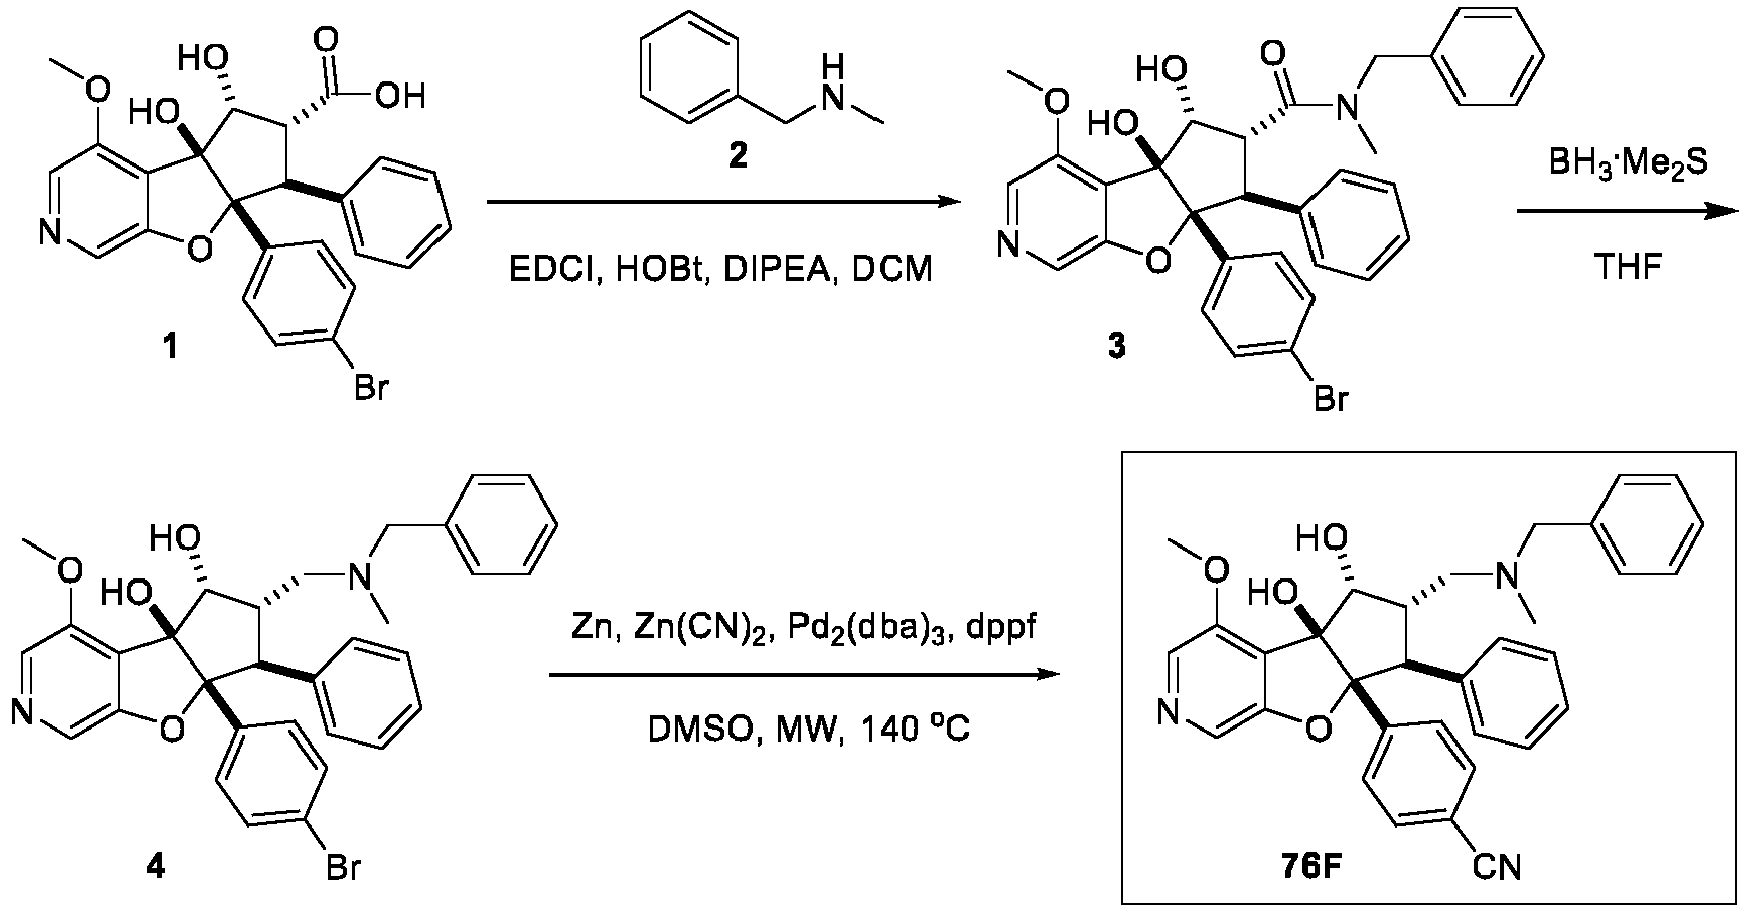 O
HO
OH
O
HO
N
O
Br
1
H
N
2
EDCI, HOBt, DIPEA, DCM
O
HO
N
O
HO
N
O
Br
3
BH₃·Me₂S
THF
HO
N
O
HO
N
O
Br
4
Zn, Zn(CN)₂, Pd₂(dba)₃, dppf
DMSO, MW, 140 ºC
HO
N
O
HO
N
O
CN
76F